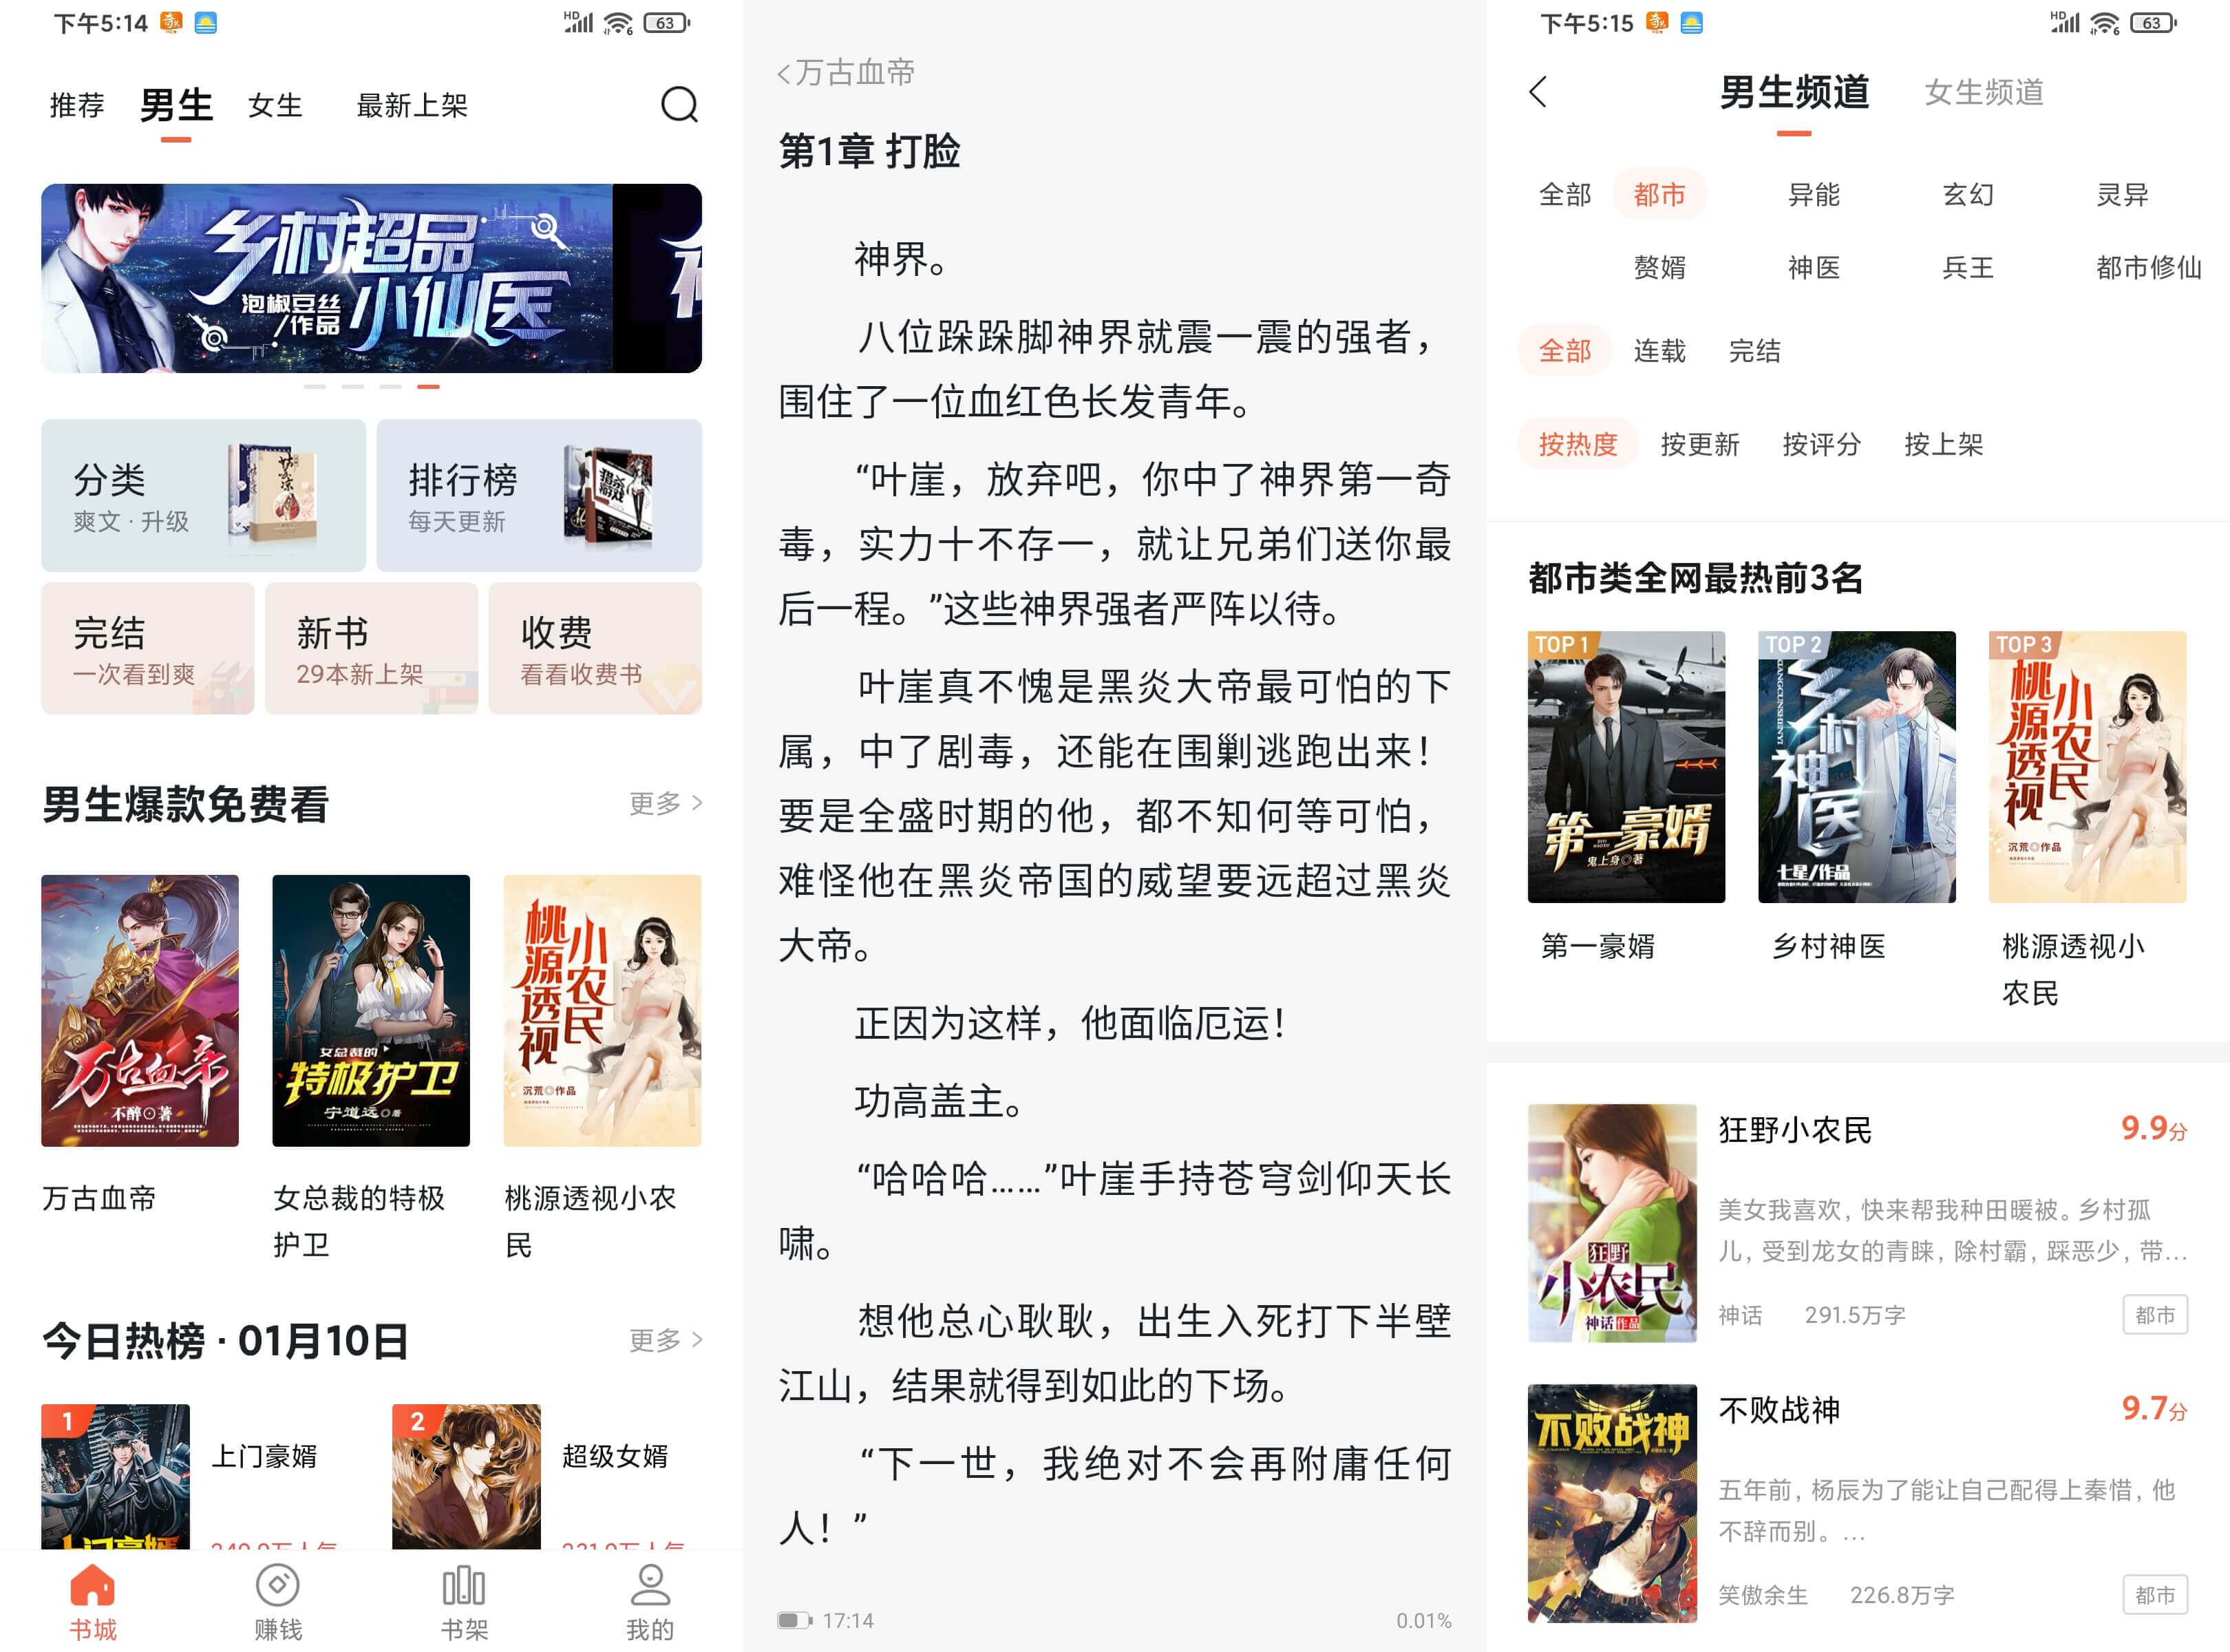 下午5:14
HD
6
63
推荐
男生
女生
最新上架
乡村超品
小仙医
泡椒豆丝
/作品
分类
爽文 · 升级
排行榜
每天更新
完结
一次看到爽
新书
29本新上架
收费
看看收费书
男生爆款免费看
更多
万古血帝
不醉◎著
女总裁的
特极护卫
宁道远◎著
桃源透视
小农民
沉荒◎作品
万古血帝
女总裁的特极
护卫
桃源透视小农
民
今日热榜 · 01月10日
更多
1
上门豪婿
上门豪婿
2
超级女婿
书城
赚钱
书架
我的
万古血帝
第1章 打脸
神界。
八位跺跺脚神界就震一震的强者，
围住了一位血红色长发青年。
“叶崖，放弃吧，你中了神界第一奇
毒，实力十不存一，就让兄弟们送你最
后一程。”这些神界强者严阵以待。
叶崖真不愧是黑炎大帝最可怕的下
属，中了剧毒，还能在围剿逃跑出来！
要是全盛时期的他，都不知何等可怕，
难怪他在黑炎帝国的威望要远超过黑炎
大帝。
正因为这样，他面临厄运！
功高盖主。
“哈哈哈……”叶崖手持苍穹剑仰天长
啸。
想他总心耿耿，出生入死打下半壁
江山，结果就得到如此的下场。
“下一世，我绝对不会再附庸任何
人！”
17:14
0.01%
下午5:15
HD
6
63
男生频道
女生频道
全部
都市
异能
玄幻
灵异
赘婿
神医
兵王
都市修仙
全部
连载
完结
按热度
按更新
按评分
按上架
都市类全网最热前3名
TOP 1
第一豪婿
鬼上身◎著
TOP 2
乡村
神医
七星/作品
TOP 3
桃源透视
小农民
沉荒◎作品
第一豪婿
乡村神医
桃源透视小
农民
狂野
小农民
神话作品
狂野小农民
9.9分
美女我喜欢，快来帮我种田暖被。乡村孤
儿，受到龙女的青睐，除村霸，踩恶少，带...
神话
291.5万字
都市
不败战神
不败战神
9.7分
五年前，杨辰为了能让自己配得上秦惜，他
不辞而别。...
笑傲余生
226.8万字
都市